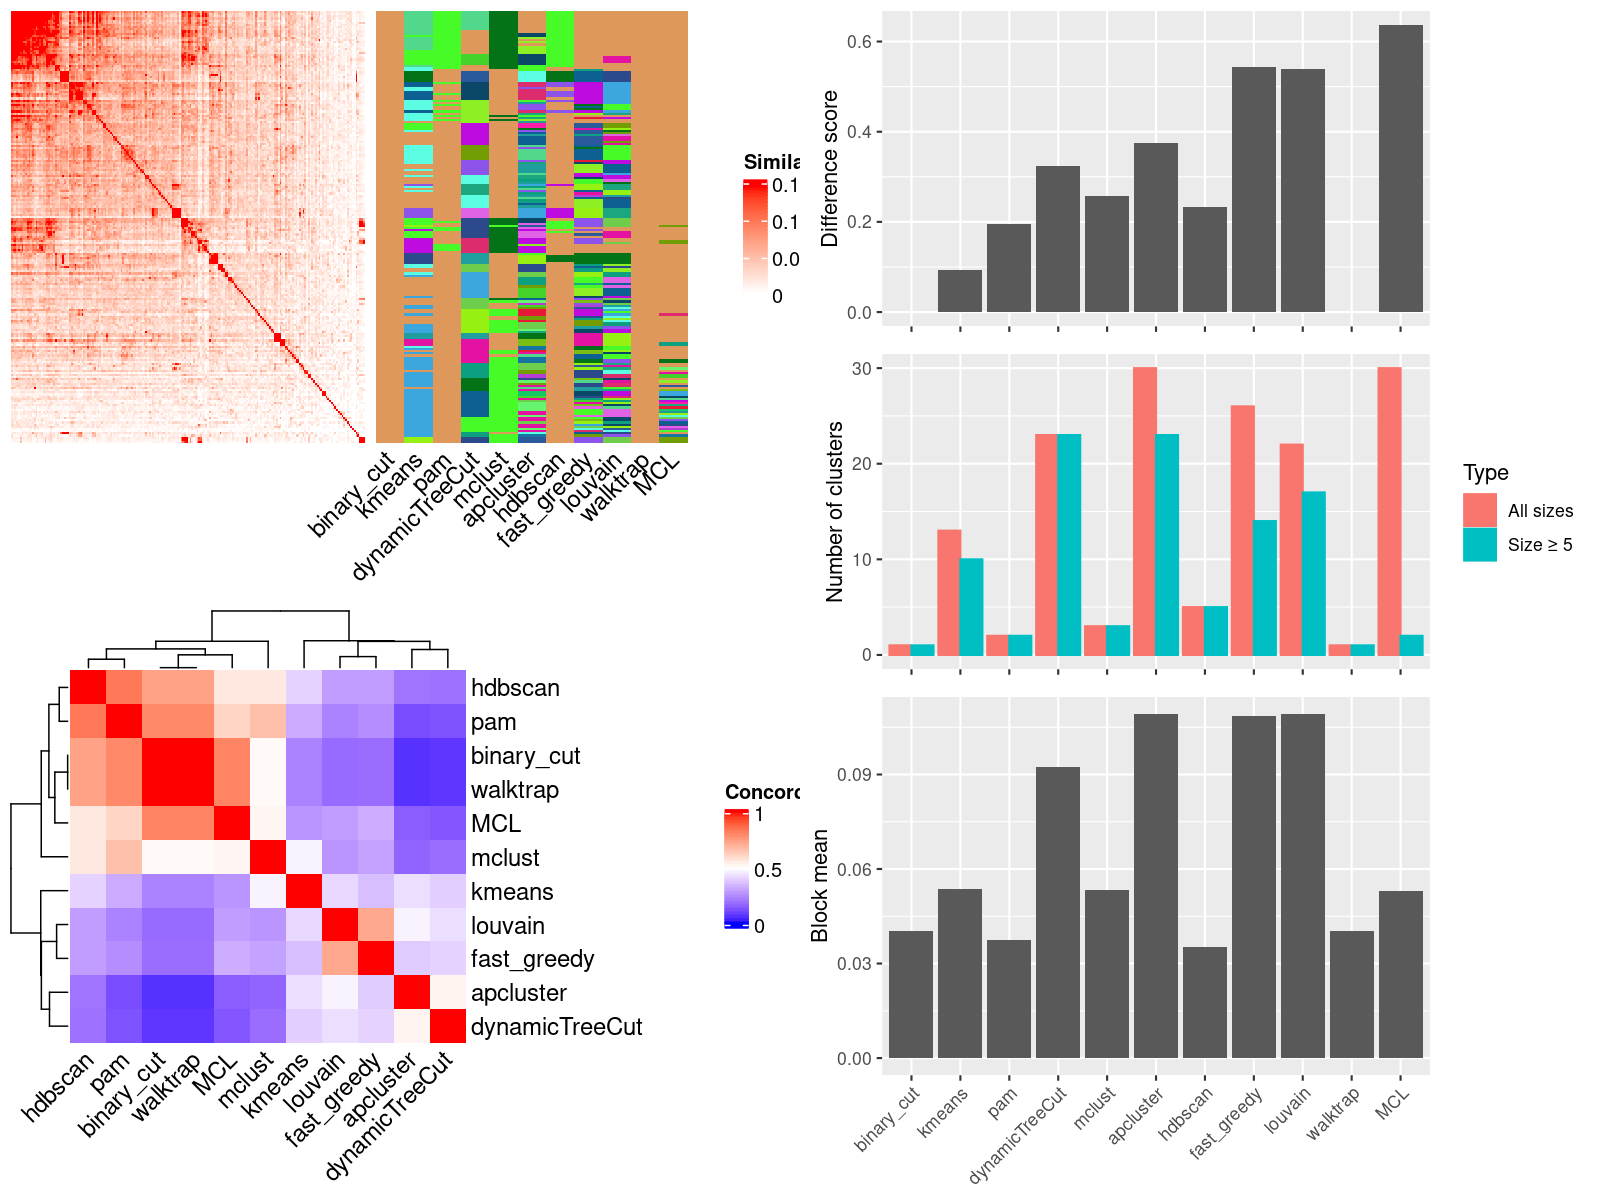 Simila
0.1
0.1
0.0
0
binary_cut
kmeans
pam
dynamicTreeCut
mclust
apcluster
hdbscan
fast_greedy
louvain
walktrap
MCL
hdbscan
pam
binary_cut
walktrap
MCL
mclust
kmeans
louvain
fast_greedy
apcluster
dynamicTreeCut
hdbscan
pam
binary_cut
walktrap
MCL
mclust
kmeans
louvain
fast_greedy
apcluster
dynamicTreeCut
Concord
1
0.5
0
Difference score
0.6
0.4
0.2
0.0
Number of clusters
30
20
10
0
Type
All sizes
Size ≥ 5
Block mean
0.09
0.06
0.03
0.00
binary_cut
kmeans
pam
dynamicTreeCut
mclust
apcluster
hdbscan
fast_greedy
louvain
walktrap
MCL